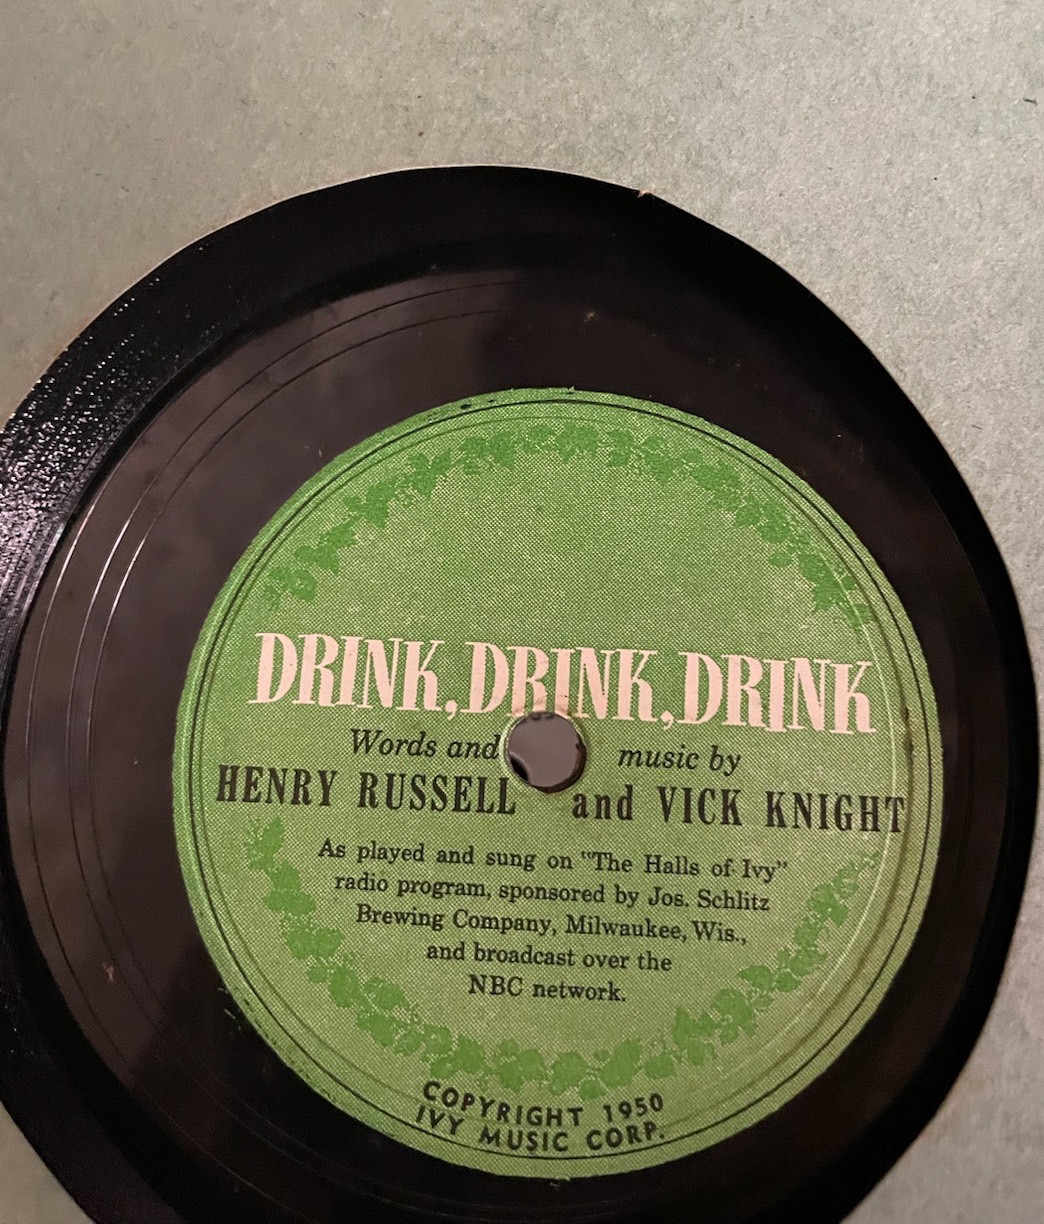 DRINK, DRINK, DRINK
Words and music by
HENRY RUSSELL and VICK KNIGHT
As played and sung on "The Halls of Ivy"
radio program, sponsored by Jos. Schlitz
Brewing Company, Milwaukee, Wis.,
and broadcast over the
NBC network.
COPYRIGHT 1950
IVY MUSIC CORP.